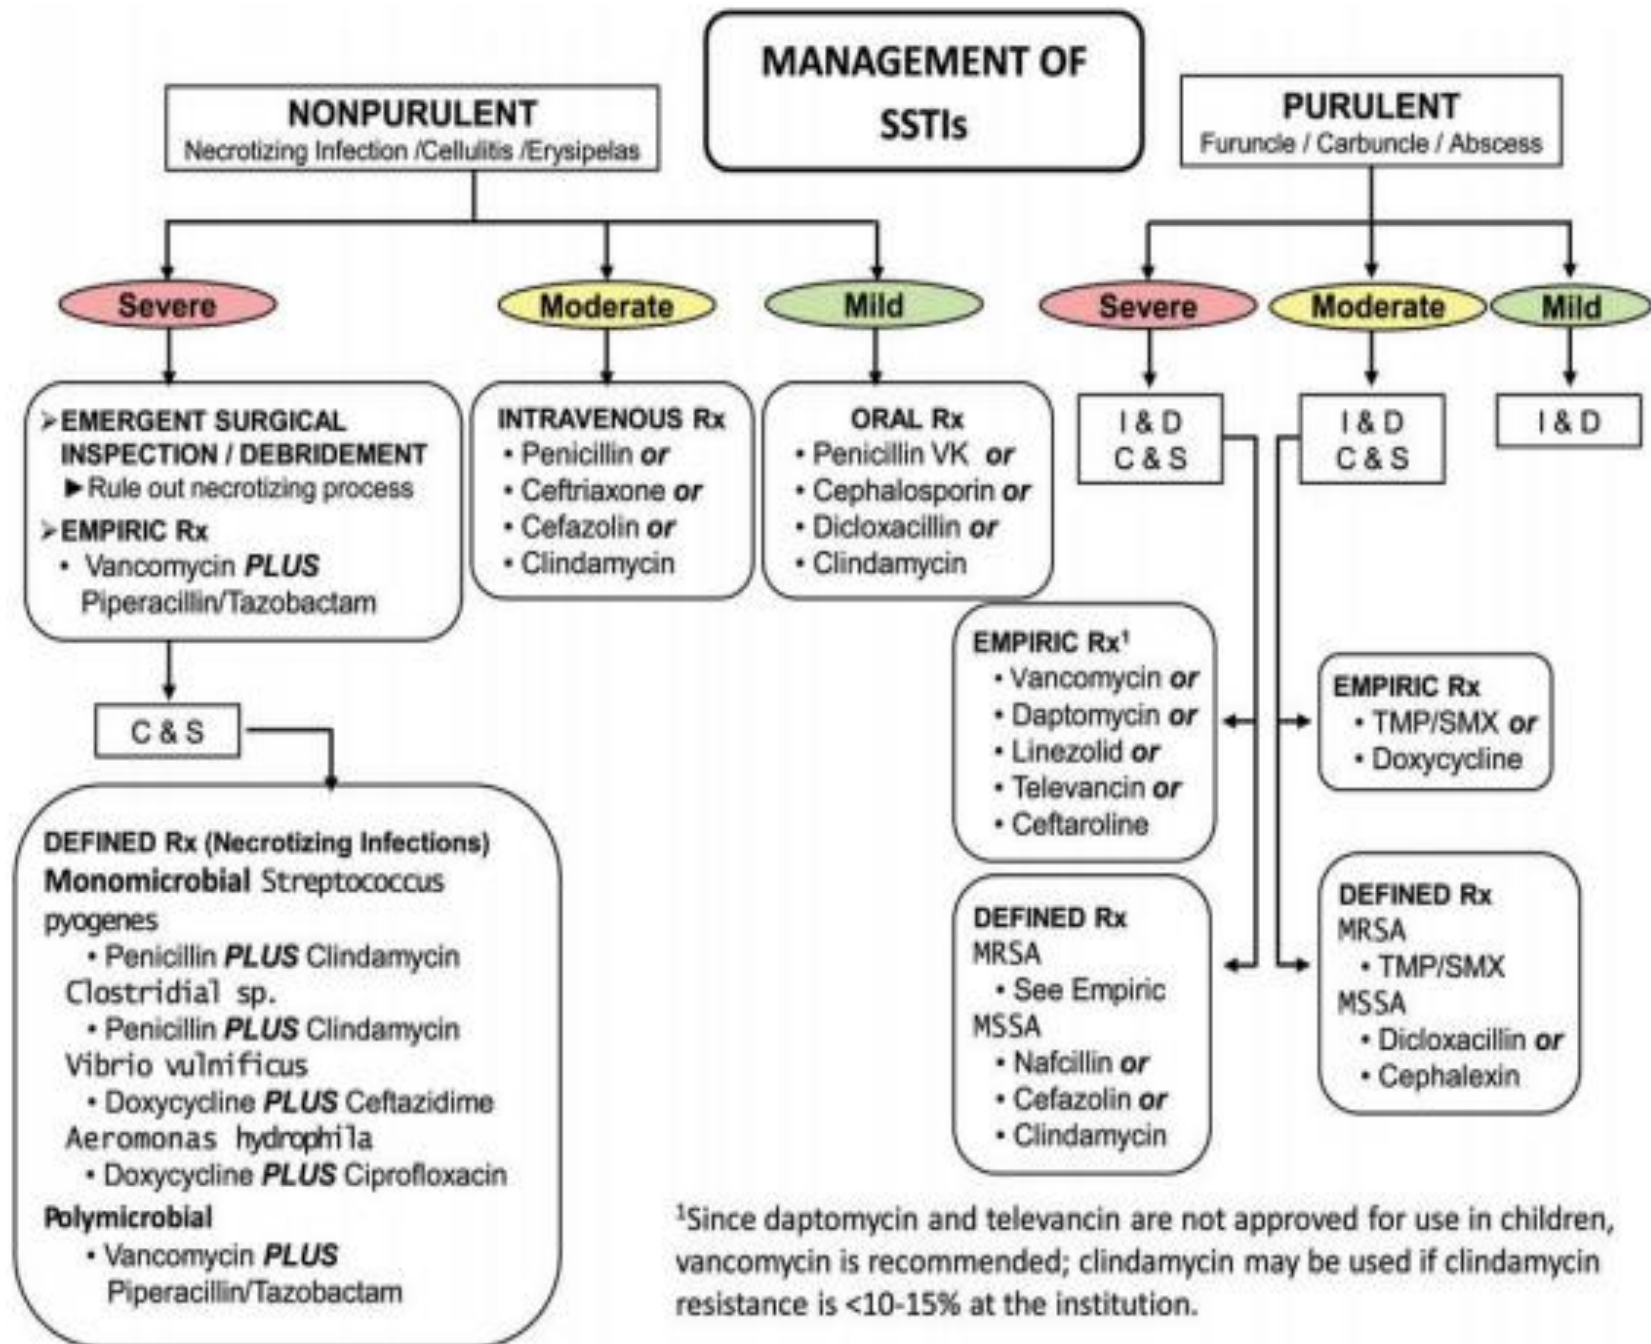 MANAGEMENT OF
SSTIs
NONPURULENT
Necrotizing Infection /Cellulitis /Erysipelas
Severe
Moderate
Mild
➢EMERGENT SURGICAL
INSPECTION / DEBRIDEMENT
►Rule out necrotizing process
➢EMPIRIC Rx
• Vancomycin PLUS
Piperacillin/Tazobactam
C & S
DEFINED Rx (Necrotizing Infections)
Monomicrobial Streptococcus
pyogenes
• Penicillin PLUS Clindamycin
Clostridial sp.
• Penicillin PLUS Clindamycin
Vibrio vulnificus
• Doxycycline PLUS Ceftazidime
Aeromonas hydrophila
• Doxycycline PLUS Ciprofloxacin
Polymicrobial
• Vancomycin PLUS
Piperacillin/Tazobactam
INTRAVENOUS Rx
• Penicillin or
• Ceftriaxone or
• Cefazolin or
• Clindamycin
ORAL Rx
• Penicillin VK or
• Cephalosporin or
• Dicloxacillin or
• Clindamycin
PURULENT
Furuncle / Carbuncle / Abscess
Severe
Moderate
Mild
I & D
C & S
I & D
C & S
I & D
EMPIRIC Rx¹
• Vancomycin or
• Daptomycin or
• Linezolid or
• Televancin or
• Ceftaroline
DEFINED Rx
MRSA
• See Empiric
MSSA
• Nafcillin or
• Cefazolin or
• Clindamycin
EMPIRIC Rx
• TMP/SMX or
• Doxycycline
DEFINED Rx
MRSA
• TMP/SMX
MSSA
• Dicloxacillin or
• Cephalexin
¹Since daptomycin and televancin are not approved for use in children,
vancomycin is recommended; clindamycin may be used if clindamycin
resistance is <10-15% at the institution.